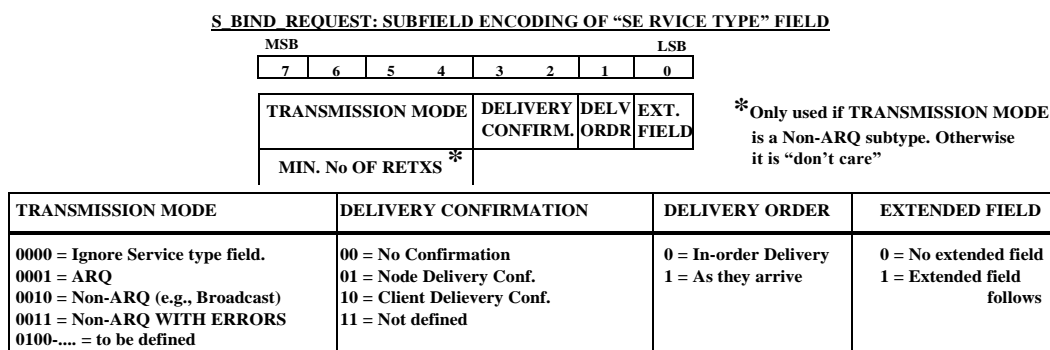 S_BIND_REQUEST: SUBFIELD ENCODING OF “SE RVICE TYPE” FIELD
MSB LSB
7 6 5 4 3 2 1 0
TRANSMISSION MODE DELIVERY CONFIRM. DELV ORDR EXT. FIELD
MIN. No OF RETXS *
*Only used if TRANSMISSION MODE
is a Non-ARQ subtype. Otherwise
it is “don’t care”
TRANSMISSION MODE DELIVERY CONFIRMATION DELIVERY ORDER EXTENDED FIELD
0000 = Ignore Service type field. 00 = No Confirmation 0 = In-order Delivery 0 = No extended field
0001 = ARQ 01 = Node Delivery Conf. 1 = As they arrive 1 = Extended field
0010 = Non-ARQ (e.g., Broadcast) 10 = Client Delievery Conf. follows
0011 = Non-ARQ WITH ERRORS 11 = Not defined
0100-.... = to be defined